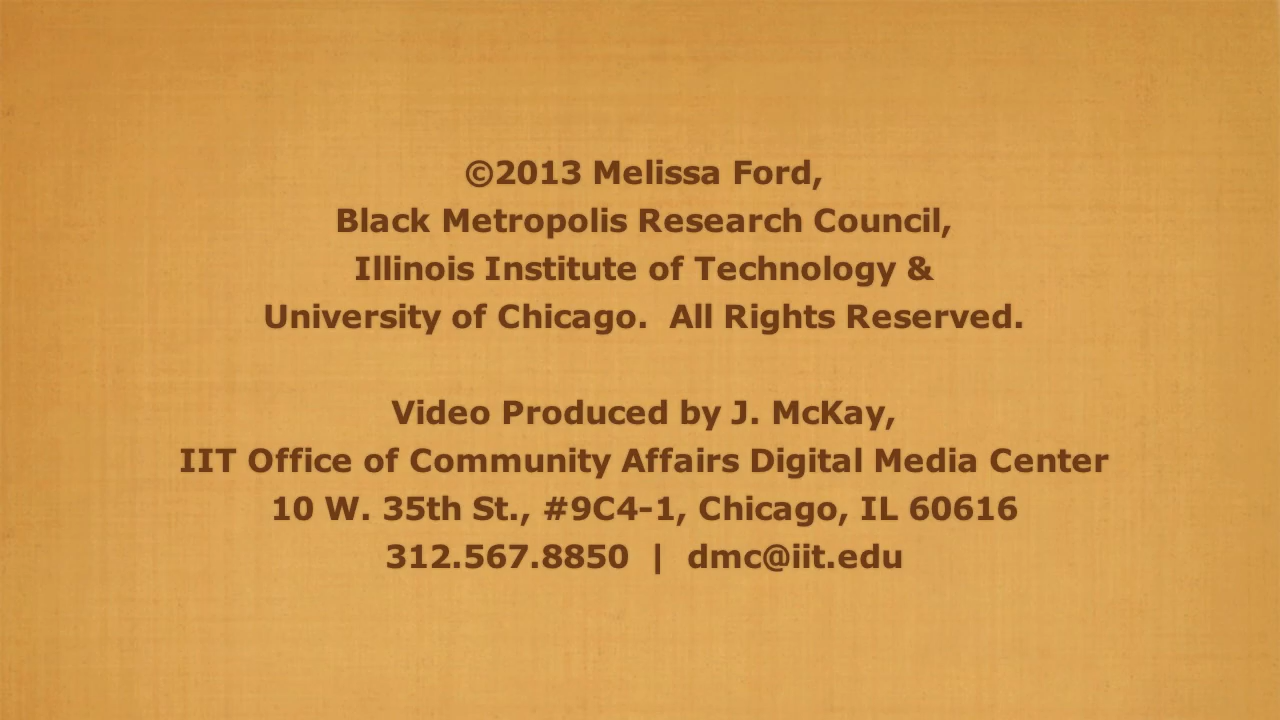 ©2013 Melissa Ford,
Black Metropolis Research Council,
Illinois Institute of Technology &
University of Chicago.  All Rights Reserved.
Video Produced by J. McKay,
IIT Office of Community Affairs Digital Media Center
10 W. 35th St., #9C4-1, Chicago, IL 60616
312.567.8850  |  dmc@iit.edu